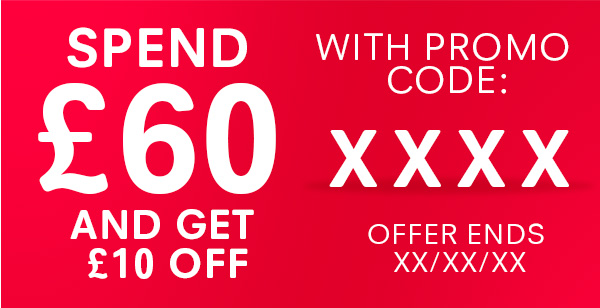 SPEND
£60
AND GET
£10 OFF
WITH PROMO
CODE:
XXXX
OFFER ENDS
XX/XX/XX